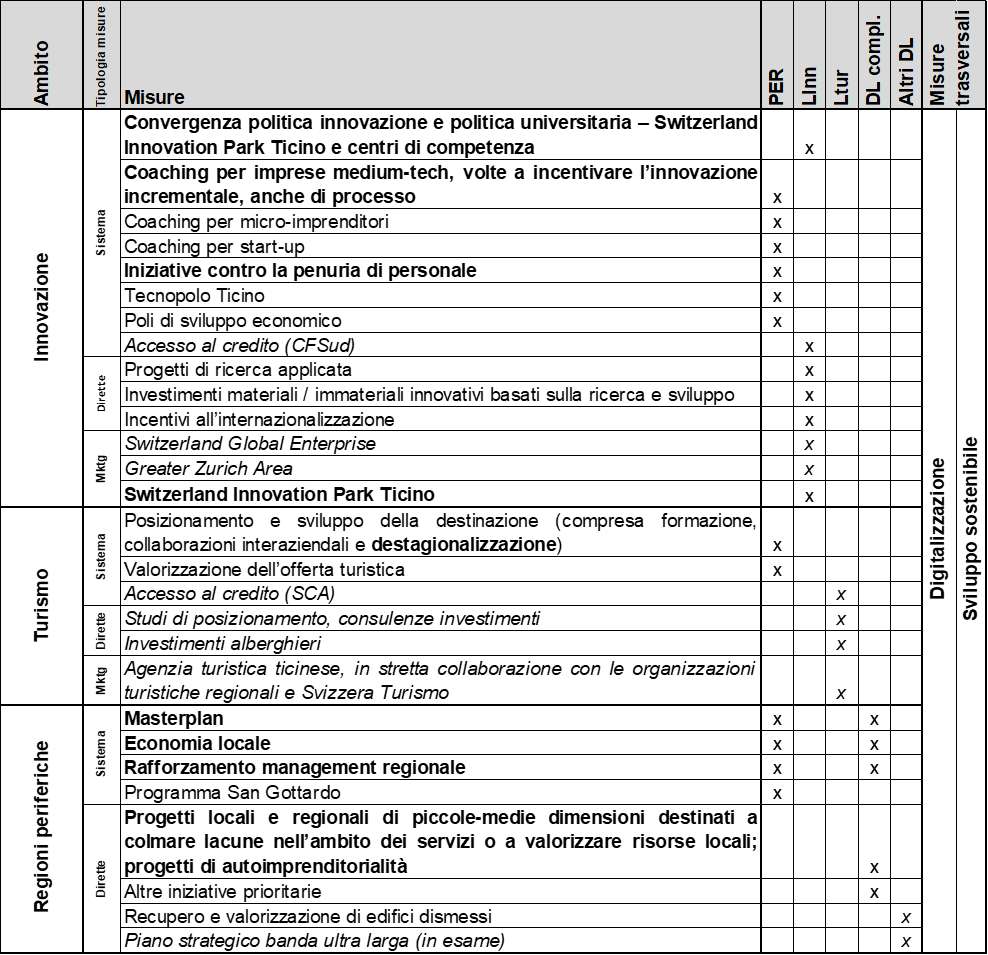 Ambito Tipologia misure Misure PER LInn Ltur DL compl. Altri DL Misure trasversali
Innovazione
Sistema
Convergenza politica innovazione e politica universitaria – Switzerland
Innovation Park Ticino e centri di competenza x
Coaching per imprese medium-tech, volte a incentivare l’innovazione
incrementale, anche di processo x
Coaching per micro-imprenditori x
Coaching per start-up x
Iniziative contro la penuria di personale x
Tecnopolo Ticino x
Poli di sviluppo economico x
Accesso al credito (CFSud) x
Dirette
Progetti di ricerca applicata x
Investimenti materiali / immateriali innovativi basati sulla ricerca e sviluppo x
Incentivi all’internazionalizzazione x
Mktg
Switzerland Global Enterprise x
Greater Zurich Area x
Switzerland Innovation Park Ticino x
Turismo
Sistema
Posizionamento e sviluppo della destinazione (compresa formazione,
collaborazioni interaziendali e destagionalizzazione) x
Valorizzazione dell’offerta turistica x
Accesso al credito (SCA) x
Dirette
Studi di posizionamento, consulenze investimenti x
Investimenti alberghieri x
Mktg
Agenzia turistica ticinese, in stretta collaborazione con le organizzazioni
turistiche regionali e Svizzera Turismo x
Regioni periferiche
Sistema
Masterplan x x
Economia locale x x
Rafforzamento management regionale x x
Programma San Gottardo x
Dirette
Progetti locali e regionali di piccole-medie dimensioni destinati a
colmare lacune nell’ambito dei servizi o a valorizzare risorse locali;
progetti di autoimprenditorialità x
Altre iniziative prioritarie x
Recupero e valorizzazione di edifici dismessi x
Piano strategico banda ultra larga (in esame) x
Digitalizzazione
Sviluppo sostenibile